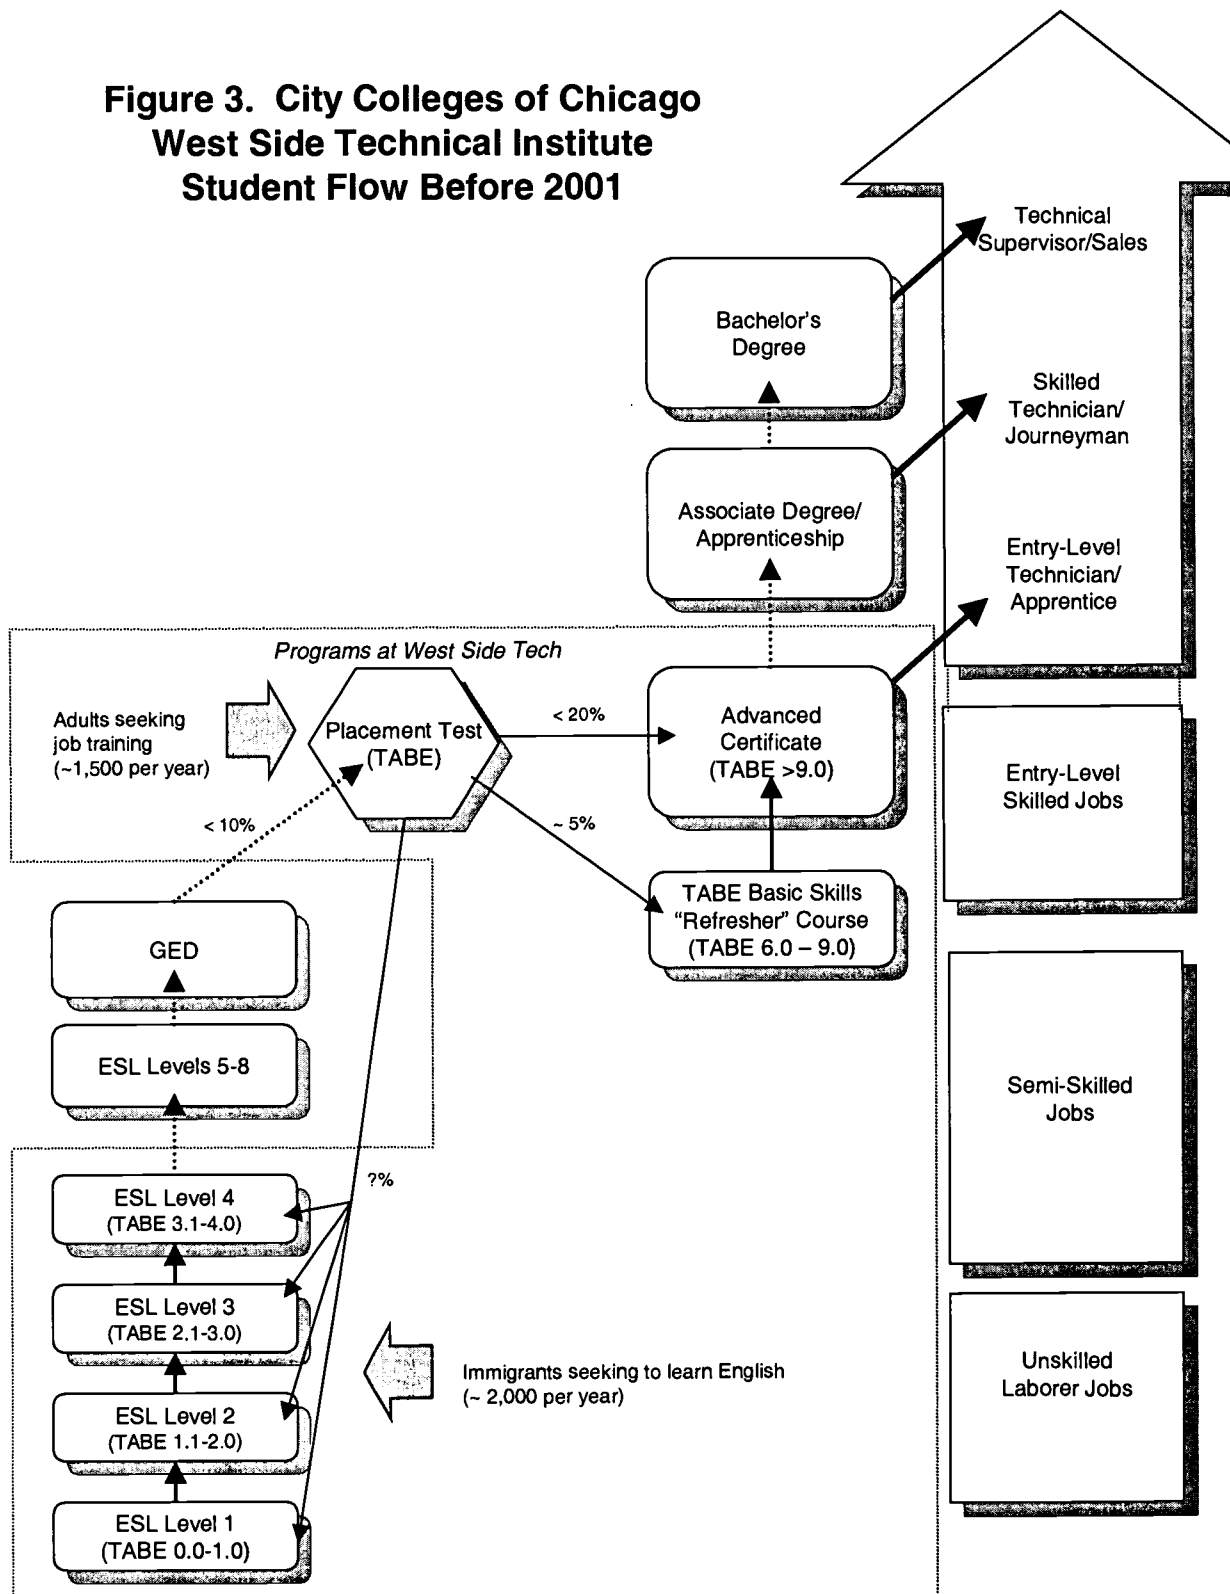 Figure 3. City Colleges of Chicago
West Side Technical Institute
Student Flow Before 2001
Technical
Supervisor/Sales
Bachelor's
Degree
Skilled
Technician/
Journeyman
Associate Degree/
Apprenticeship
Entry-Level
Technician/
Apprentice
Programs at West Side Tech
Adults seeking
job training
(~1,500 per year)
Placement Test
(TABE)
< 20%
Advanced
Certificate
(TABE >9.0)
Entry-Level
Skilled Jobs
< 10%
~ 5%
TABE Basic Skills
“Refresher” Course
(TABE 6.0 – 9.0)
GED
ESL Levels 5-8
Semi-Skilled
Jobs
?%
ESL Level 4
(TABE 3.1-4.0)
ESL Level 3
(TABE 2.1-3.0)
Immigrants seeking to learn English
(~ 2,000 per year)
Unskilled
Laborer Jobs
ESL Level 2
(TABE 1.1-2.0)
ESL Level 1
(TABE 0.0-1.0)